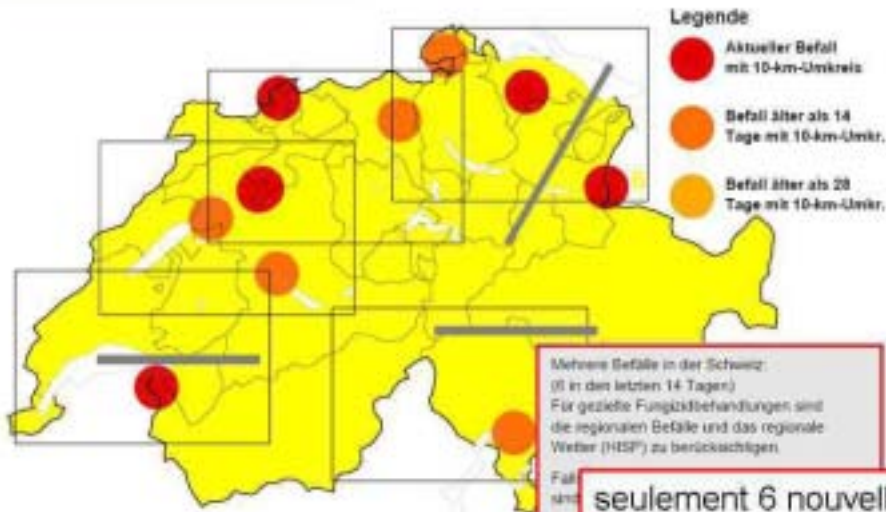 Legende
Aktueller Befall
mit 10-km-Umkreis
Befall älter als 14
Tage mit 10-km-Umkr.
Befall älter als 28
Tage mit 10-km-Umkr.
Mehrere Befälle in der Schweiz:
(6 in den letzten 14 Tagen)
Für gezielte Fungizidbehandlungen sind
die regionalen Befälle und das regionale
Wetter (HISP) zu berücksichtigen.
sind
seulement 6 nouvell